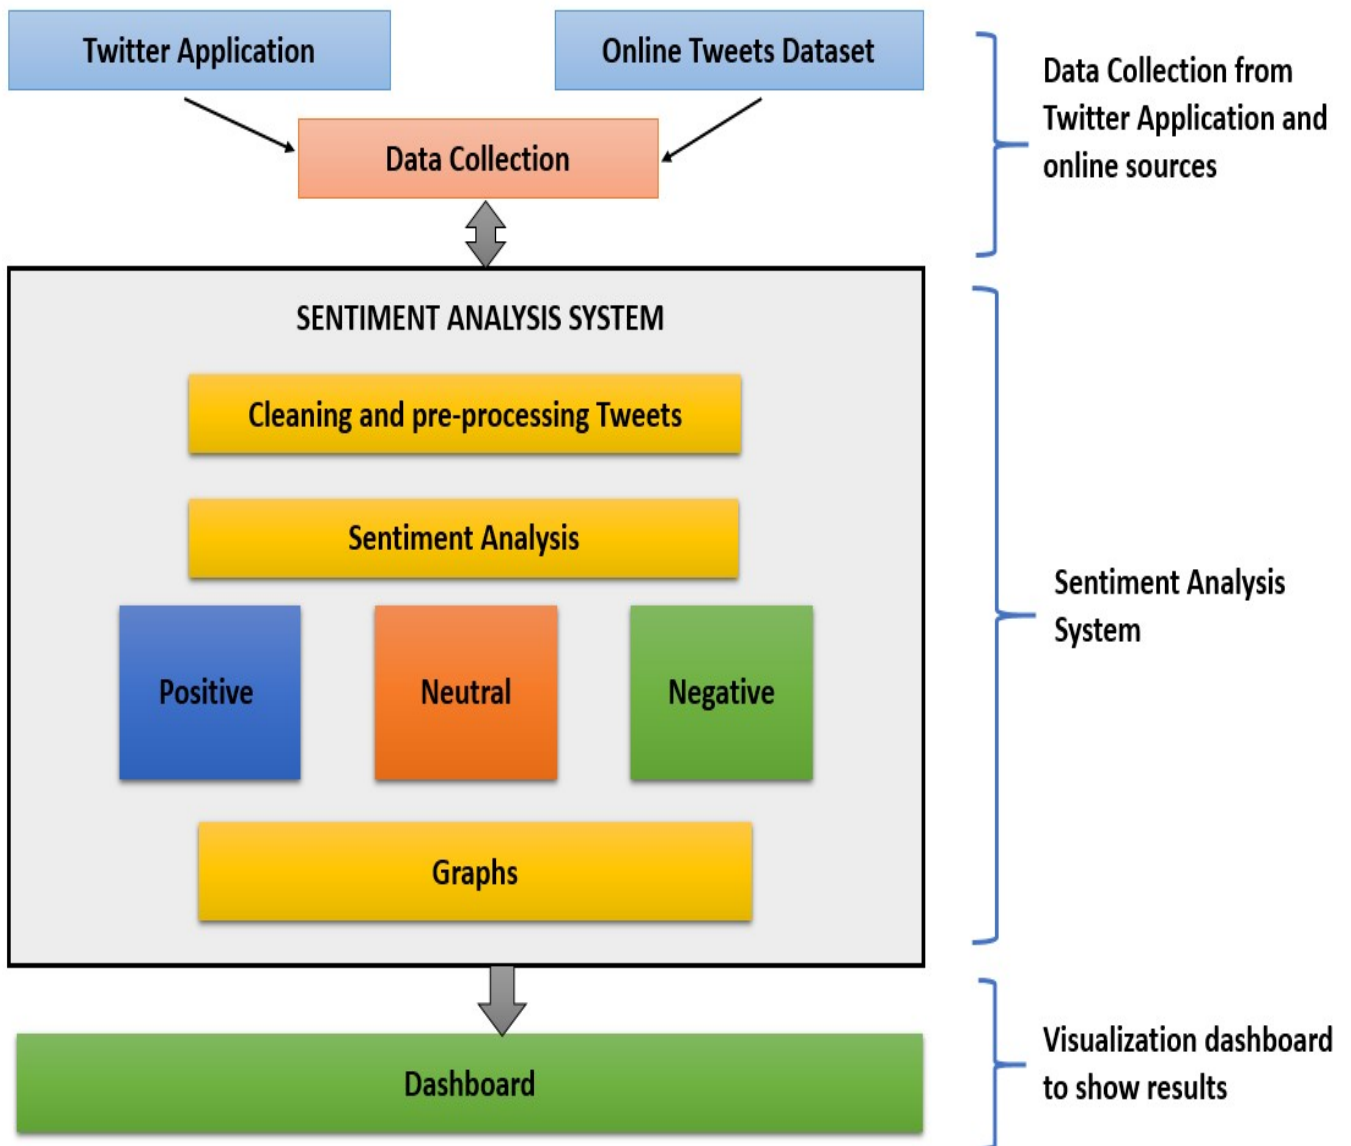 Twitter Application
Online Tweets Dataset
Data Collection
Data Collection from
Twitter Application and
online sources
SENTIMENT ANALYSIS SYSTEM
Cleaning and pre-processing Tweets
Sentiment Analysis
Positive
Neutral
Negative
Graphs
Sentiment Analysis
System
Dashboard
Visualization dashboard
to show results